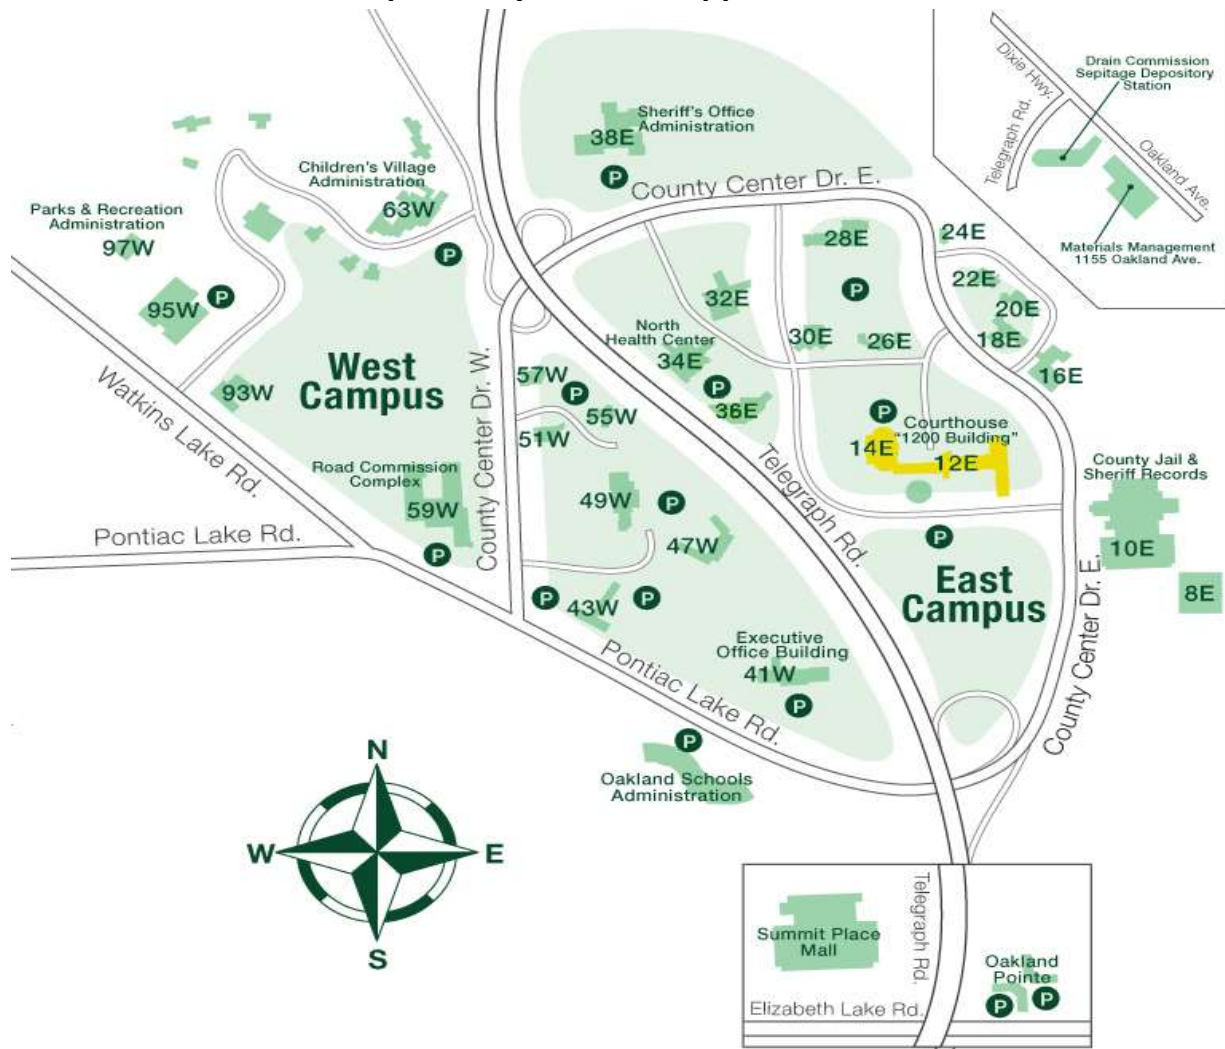 Sheriff's Office
Administration
38E
P
County Center Dr. E.
Dixie Hwy.
Telegraph Rd.
Drain Commission
Sepitage Depository
Station
Oakland Ave.
Materials Management
1155 Oakland Ave.
Children's Village
Administration
63W
P
Parks & Recreation
Administration
97W
95W
P
93W
West
Campus
Watkins Lake Rd.
Pontiac Lake Rd.
Road Commission
Complex
59W
P
County Center Dr. W.
57W
P
55W
51W
49W
P
47W
P
43W
P
Executive
Office Building
41W
P
Pontiac Lake Rd.
P
Oakland Schools
Administration
32E
North
Health Center
34E
P
36E
Telegraph Rd.
28E
P
30E
26E
24E
22E
20E
18E
16E
P
Courthouse
"1200 Building"
14E
12E
P
County Jail &
Sheriff Records
10E
8E
East
Campus
County Center Dr. E.
N
W
E
S
Summit Place
Mall
Telegraph Rd.
Oakland
Pointe
P
P
Elizabeth Lake Rd.